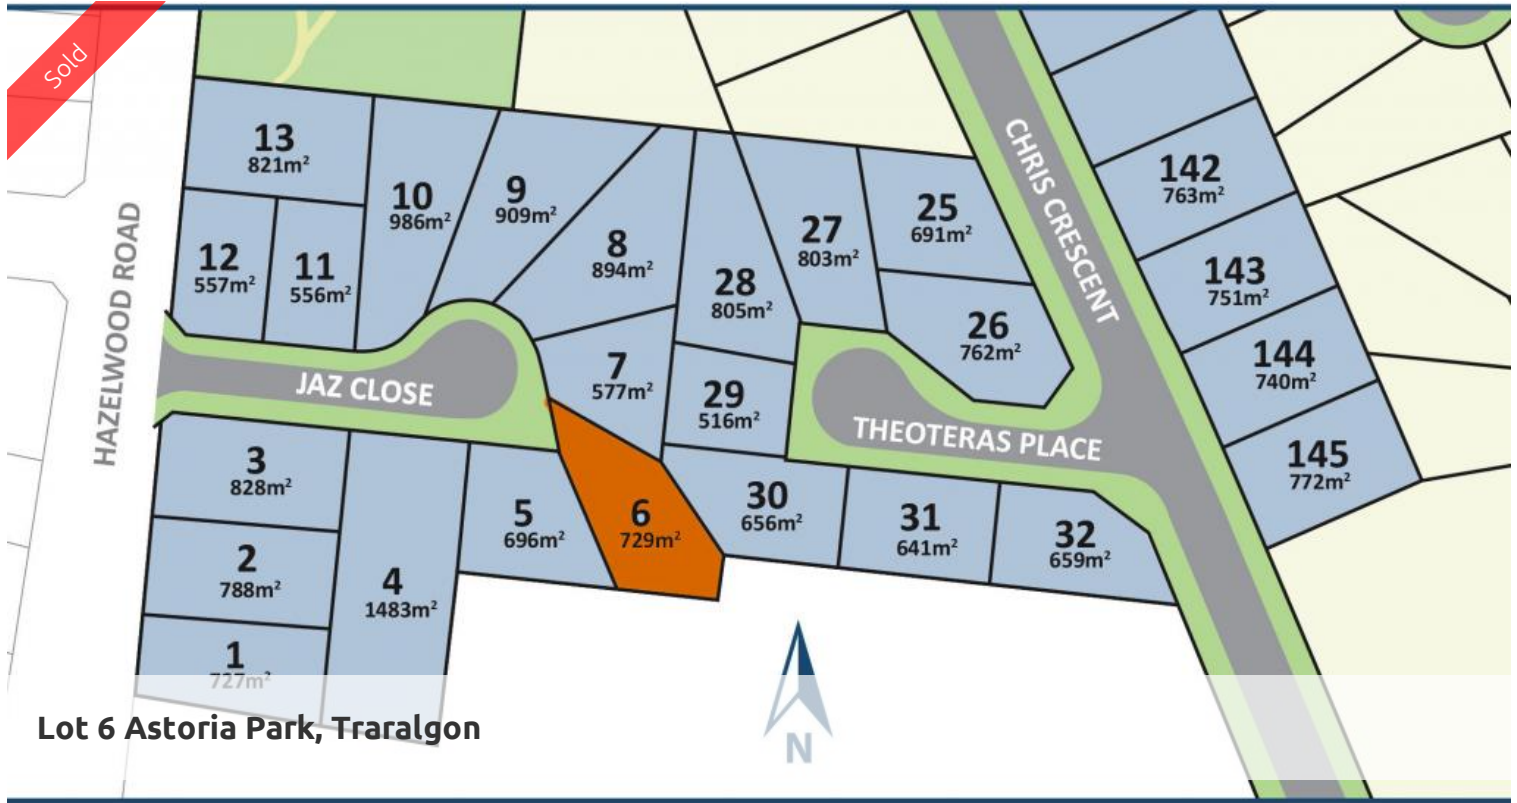 Sold
13
821m²
10
986m²
9
909m²
8
894m²
12
557m²
11
556m²
28
805m²
27
803m²
25
691m²
26
762m²
CHRIS CRESCENT
142
763m²
143
751m²
144
740m²
145
772m²
HAZELWOOD ROAD
JAZ CLOSE
7
577m²
29
516m²
THEOTERAS PLACE
3
828m²
2
788m²
1
727m²
4
1483m²
5
696m²
6
729m²
30
656m²
31
641m²
32
659m²
N
Lot 6 Astoria Park, Traralgon